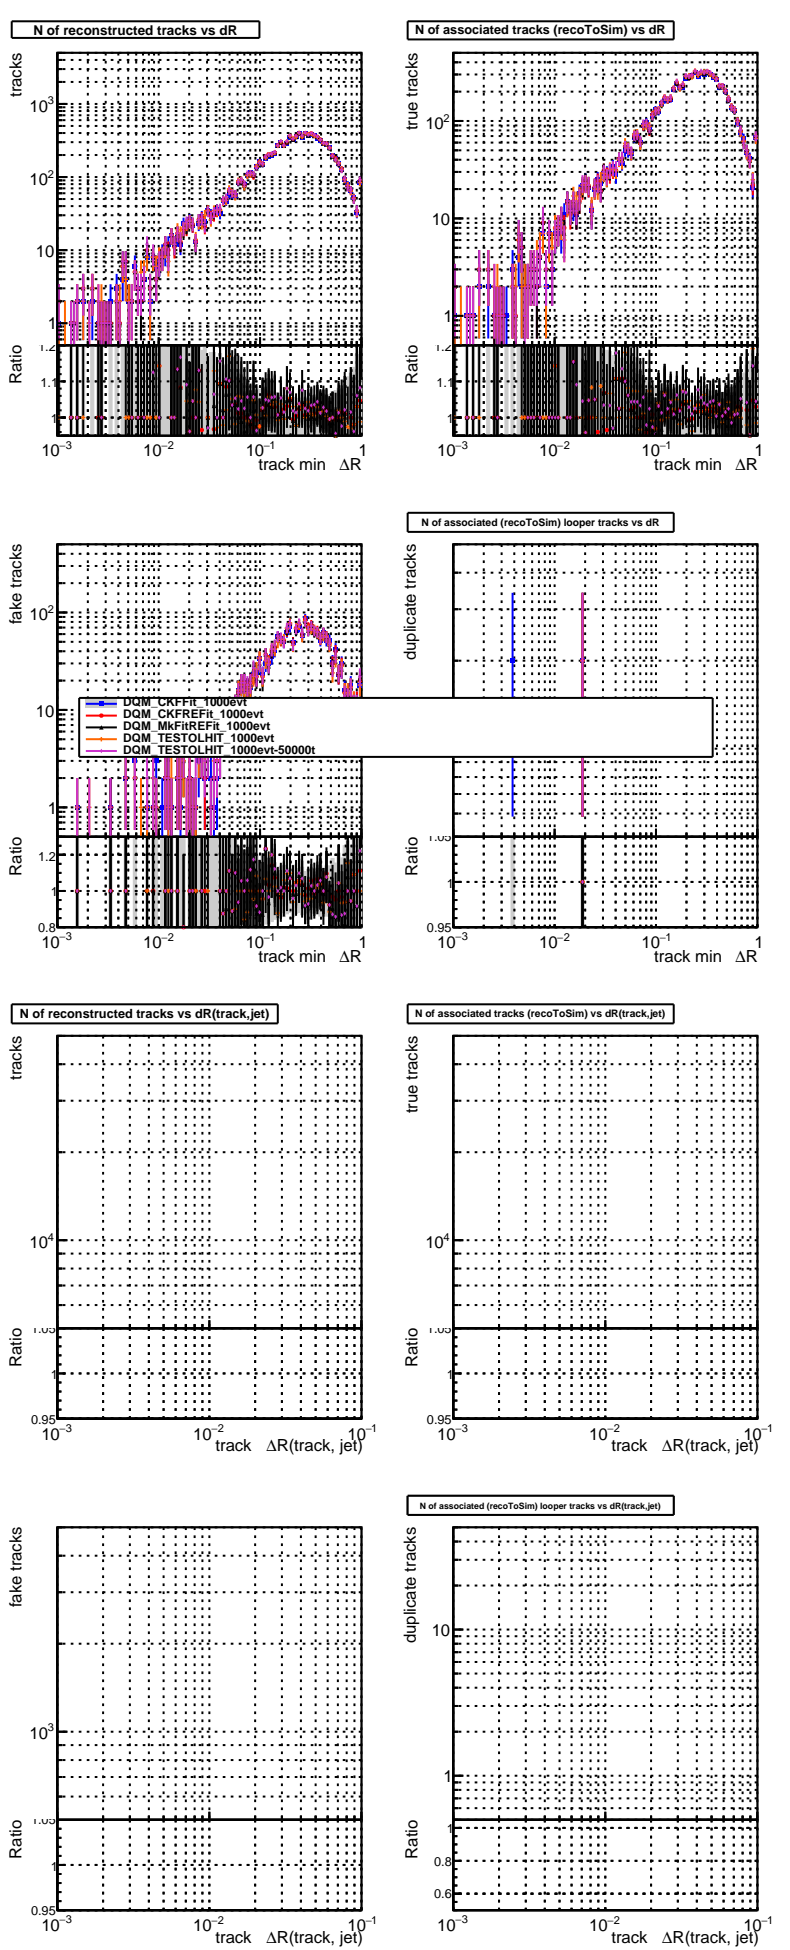 N of reconstructed tracks vs dR
tracks
10³
10²
10
1
Ratio
1.2
1.1
1
10⁻³ 10⁻² 10⁻¹ 1
track min ΔR
N of associated tracks (recoToSim) vs dR
true tracks
10²
10
1
Ratio
1.2
1.1
1
10⁻³ 10⁻² 10⁻¹ 1
track min ΔR
fake tracks
10²
10
1
Ratio
1.2
1
0.8
10⁻³ 10⁻² 10⁻¹ 1
track min ΔR
N of associated (recoToSim) looper tracks vs dR
duplicate tracks
Ratio
1.05
1
0.95
10⁻³ 10⁻² 10⁻¹ 1
track min ΔR
DQM_CKFFit_1000evt
DQM_CKFREFit_1000evt
DQM_MkFitREFit_1000evt
DQM_TESTOLHIT_1000evt
DQM_TESTOLHIT_1000evt-50000t
N of reconstructed tracks vs dR(track,jet)
tracks
10⁴
Ratio
1.05
1
0.95
10⁻³ 10⁻² 10⁻¹
track ΔR(track, jet)
N of associated tracks (recoToSim) vs dR(track,jet)
true tracks
10⁴
Ratio
1.05
1
0.95
10⁻³ 10⁻² 10⁻¹
track ΔR(track, jet)
fake tracks
10³
Ratio
1.05
1
0.95
10⁻³ 10⁻² 10⁻¹
track ΔR(track, jet)
N of associated (recoToSim) looper tracks vs dR(track,jet)
duplicate tracks
10
1
Ratio
1
0.8
0.6
10⁻³ 10⁻² 10⁻¹
track ΔR(track, jet)